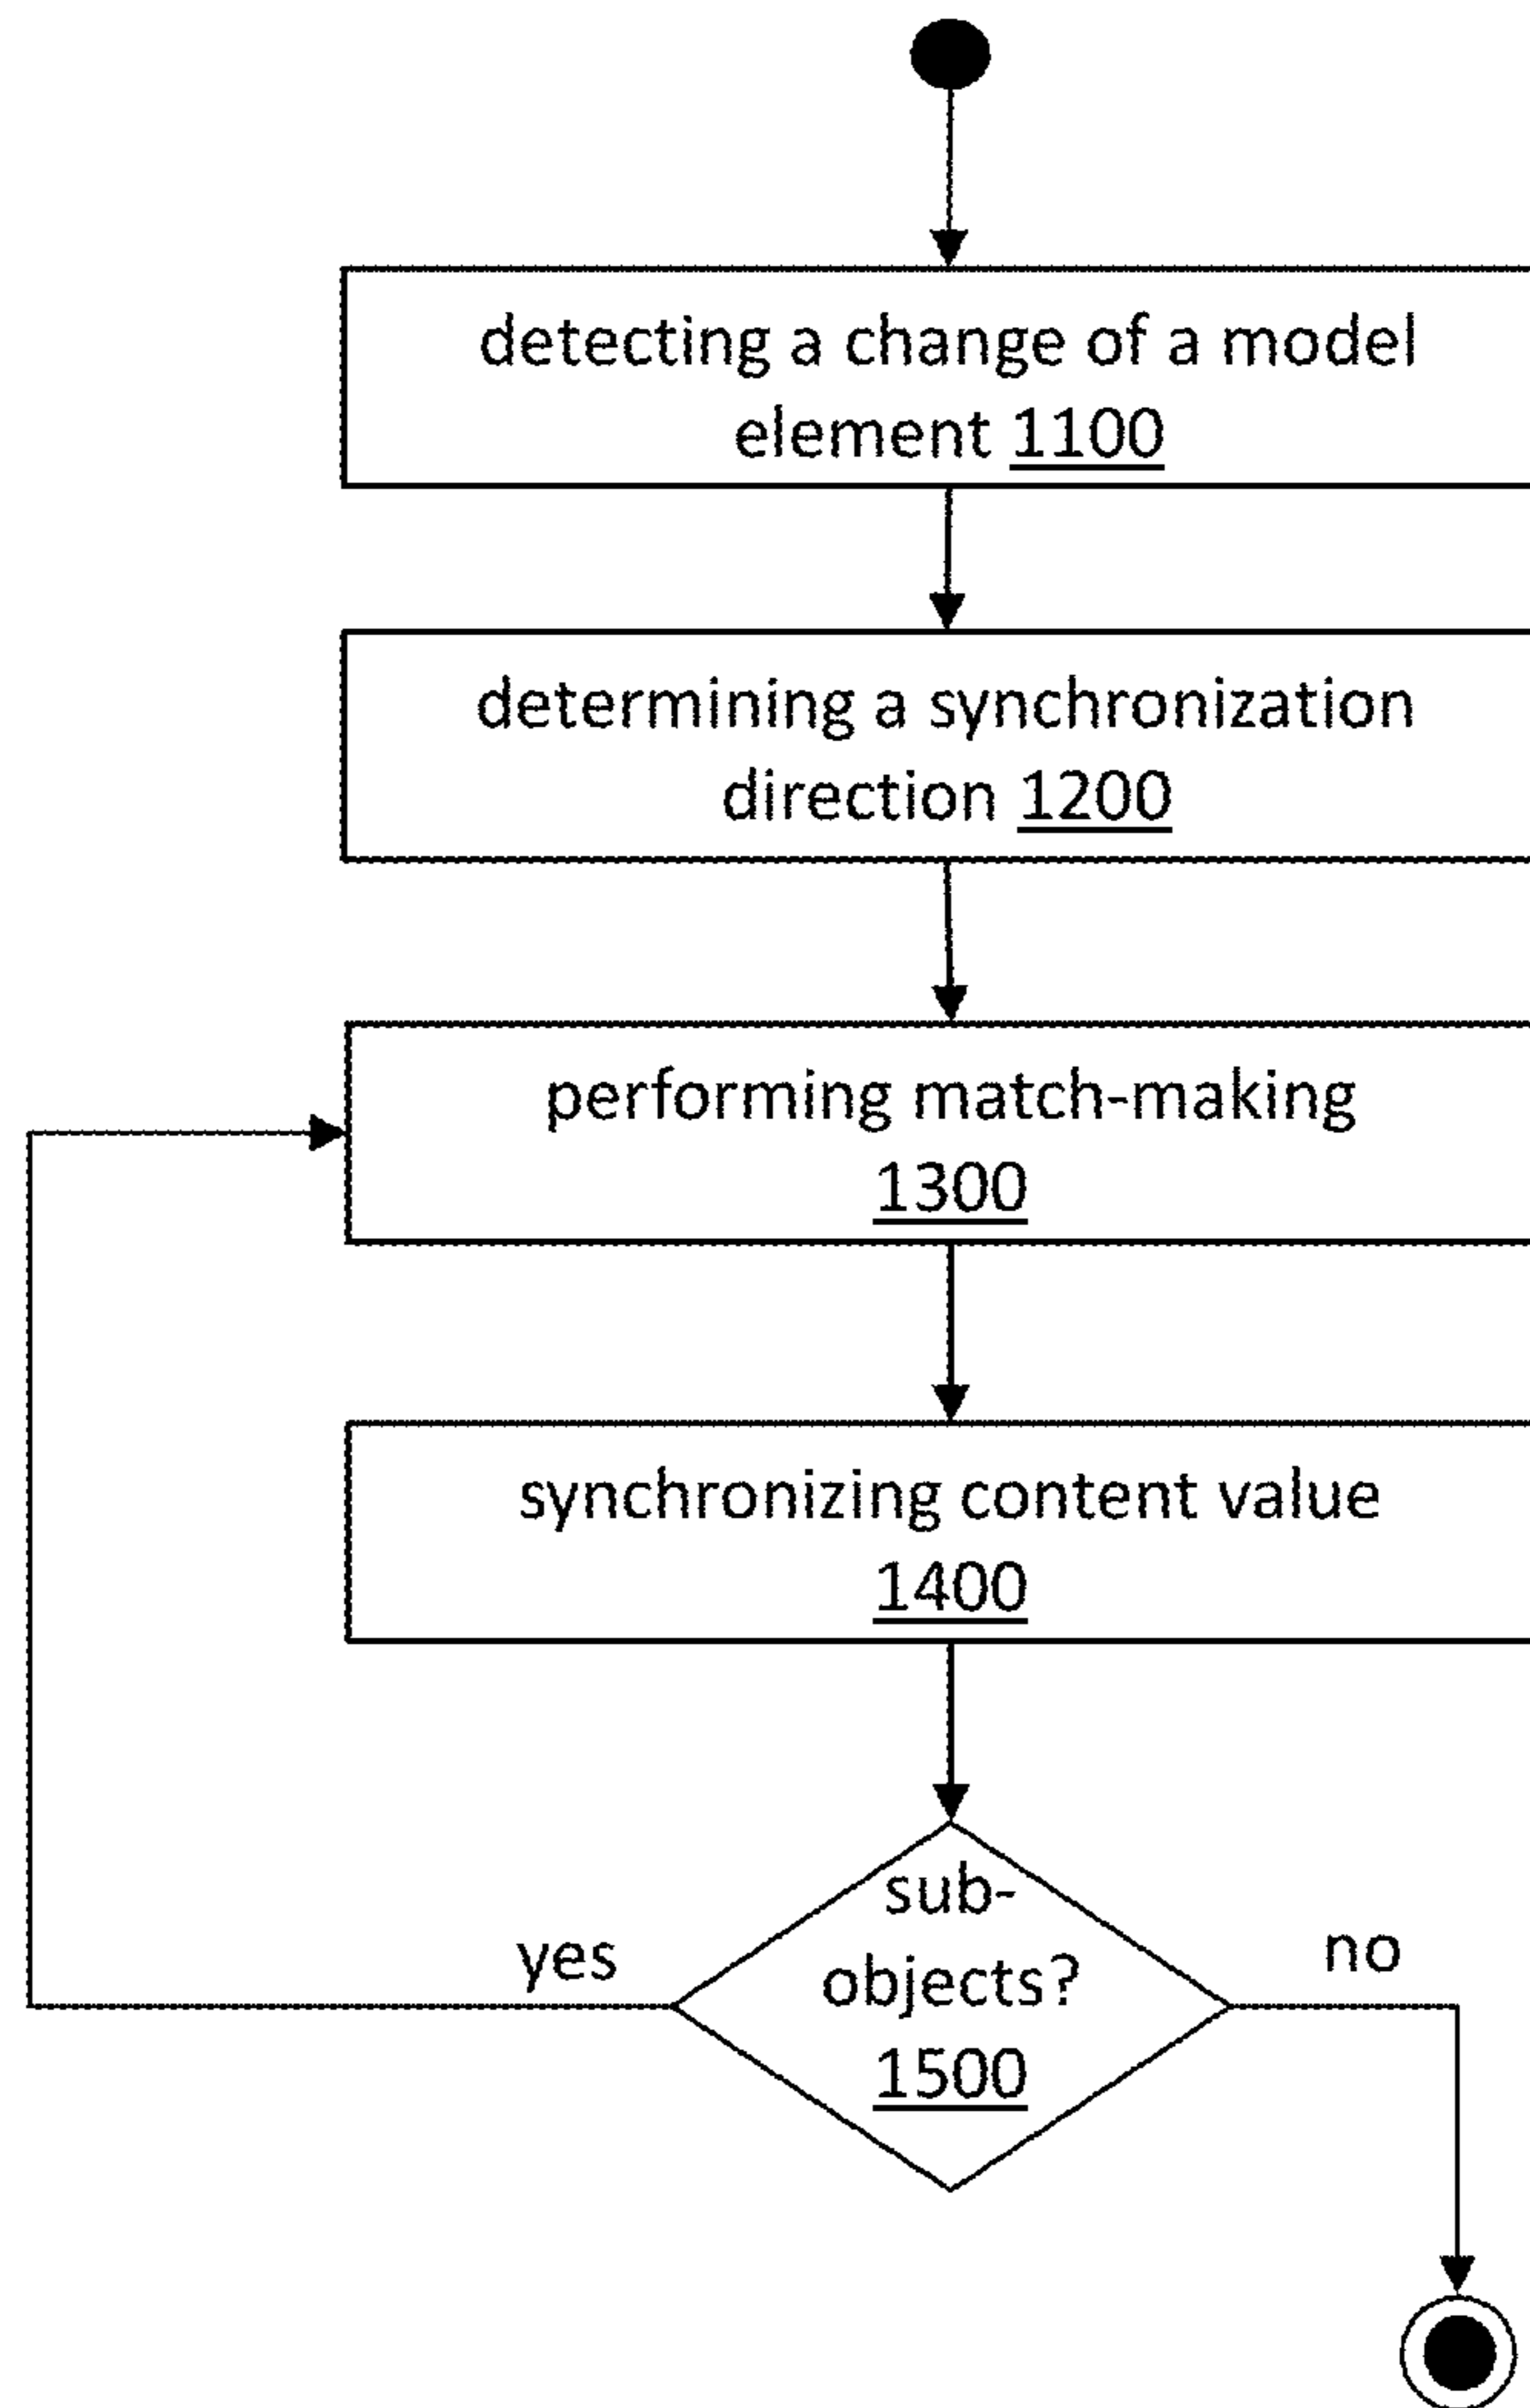 detecting a change of a model
element 1100
determining a synchronization
direction 1200
performing match-making
1300
synchronizing content value
1400
sub-
objects?
1500
yes
no